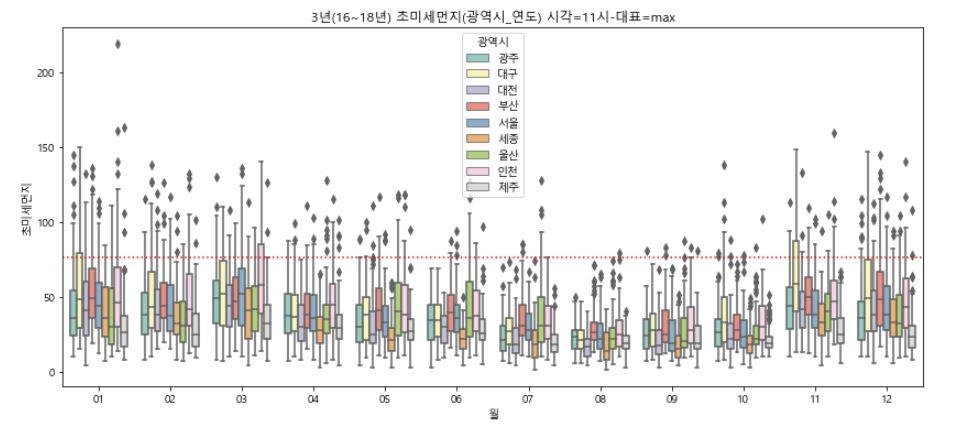 3년(16~18년) 초미세먼지(광역시_연도) 시각=11시-대표=max
초미세먼지
200
150
100
50
0
광역시
광주
대구
대전
부산
서울
세종
울산
인천
제주
01 02 03 04 05 06 07 08 09 10 11 12
월